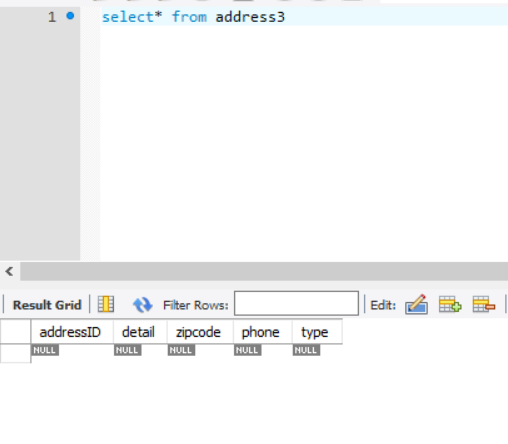 1 select* from address3
Result Grid Filter Rows: Edit:
addressID detail zipcode phone type
NULL NULL NULL NULL NULL